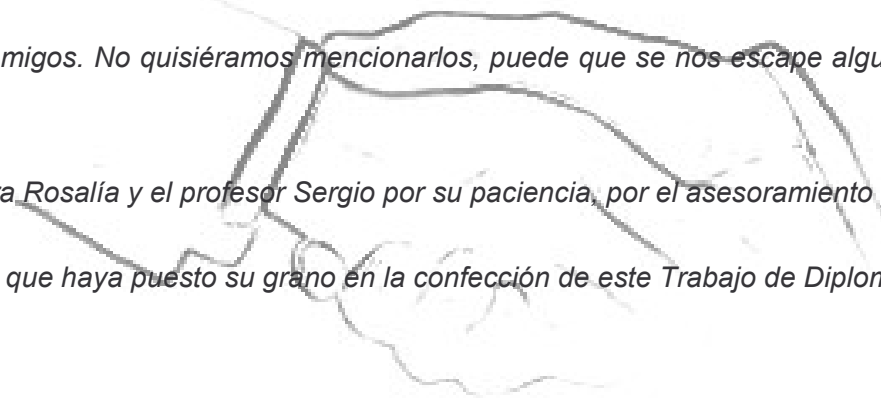 migos. No quisiéramos mencionarlos, puede que se nos escape algu
ra Rosalía y el profesor Sergio por su paciencia, por el asesoramiento
que haya puesto su grano en la confección de este Trabajo de Diplom